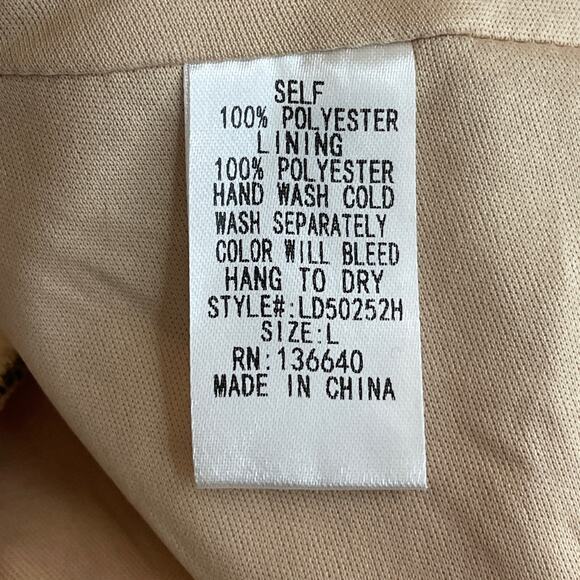 SELF
100% POLYESTER
LINING
100% POLYESTER
HAND WASH COLD
WASH SEPARATELY
COLOR WILL BLEED
HANG TO DRY
STYLE#:LD50252H
SIZE:L
RN:136640
MADE IN CHINA